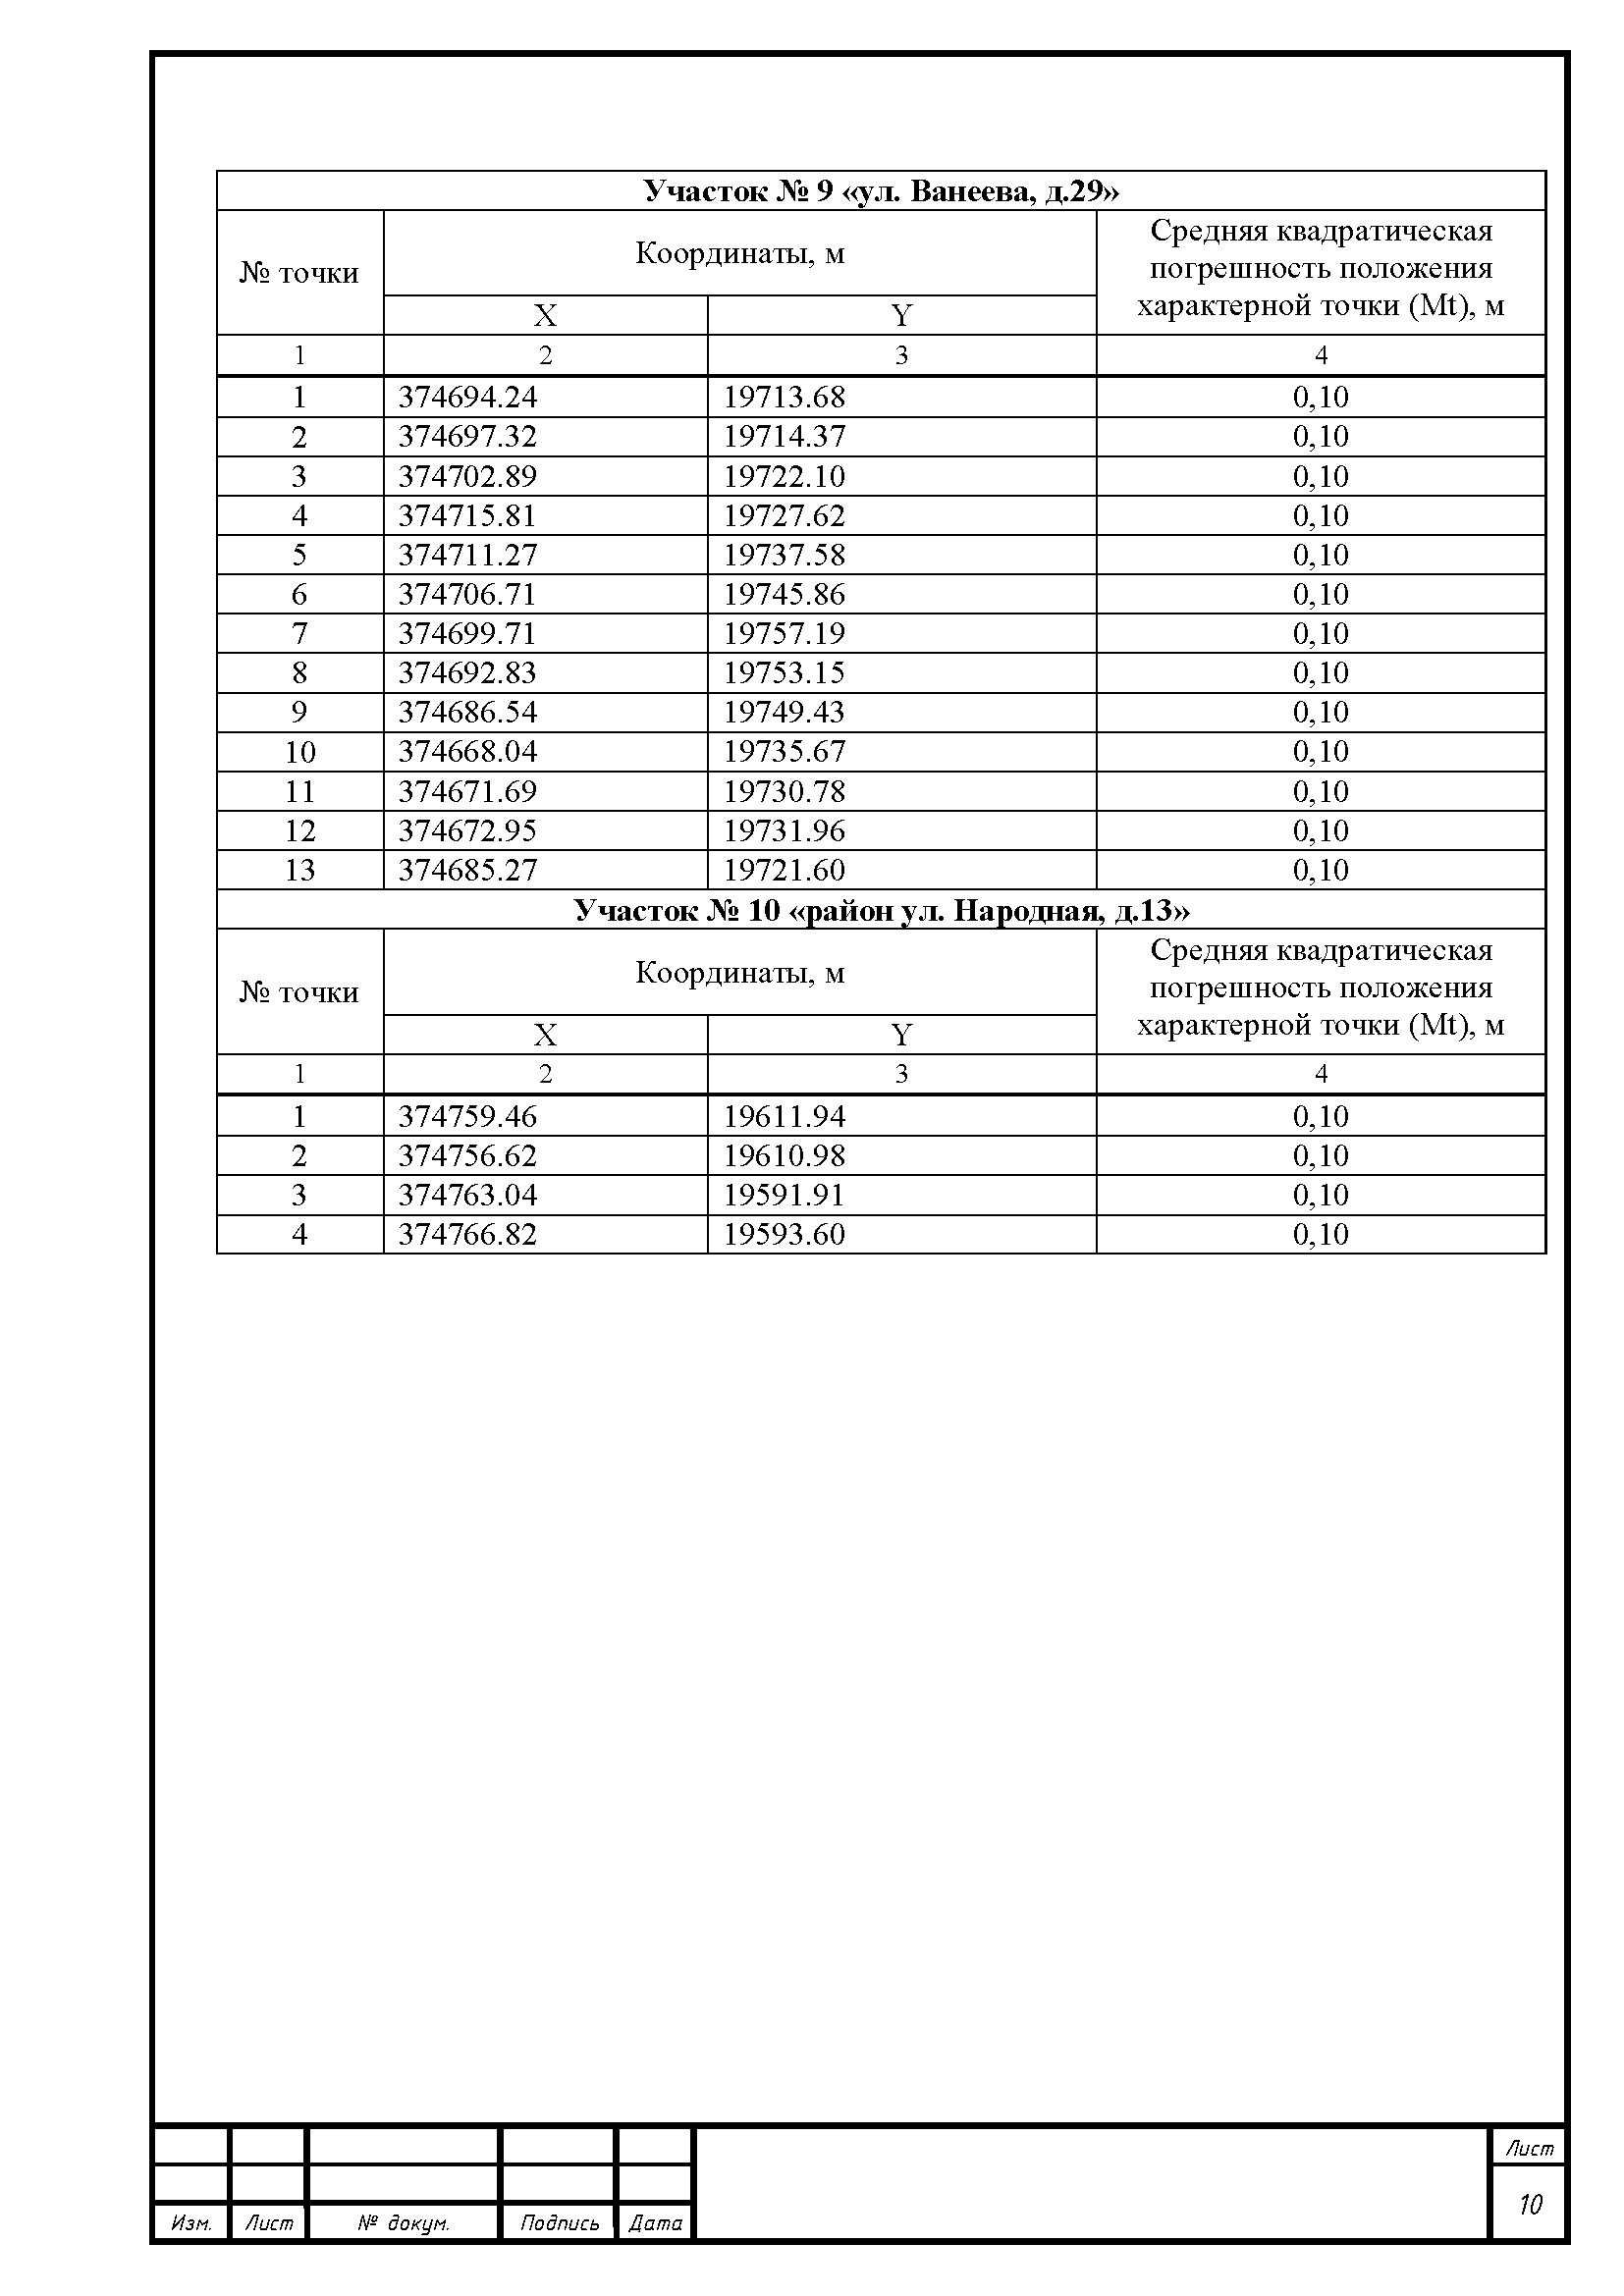 Участок № 9 «ул. Ванеева, д.29»
№ точки
Координаты, м
Средняя квадратическая
погрешность положения
характерной точки (Mt), м
X Y
1 2 3 4
1 374694.24 19713.68 0,10
2 374697.32 19714.37 0,10
3 374702.89 19722.10 0,10
4 374715.81 19727.62 0,10
5 374711.27 19737.58 0,10
6 374706.71 19745.86 0,10
7 374699.71 19757.19 0,10
8 374692.83 19753.15 0,10
9 374686.54 19749.43 0,10
10 374668.04 19735.67 0,10
11 374671.69 19730.78 0,10
12 374672.95 19731.96 0,10
13 374685.27 19721.60 0,10
Участок № 10 «район ул. Народная, д.13»
№ точки
Координаты, м
Средняя квадратическая
погрешность положения
характерной точки (Mt), м
X Y
1 2 3 4
1 374759.46 19611.94 0,10
2 374756.62 19610.98 0,10
3 374763.04 19591.91 0,10
4 374766.82 19593.60 0,10
Лист
10
Изм. Лист № докум. Подпись Дата